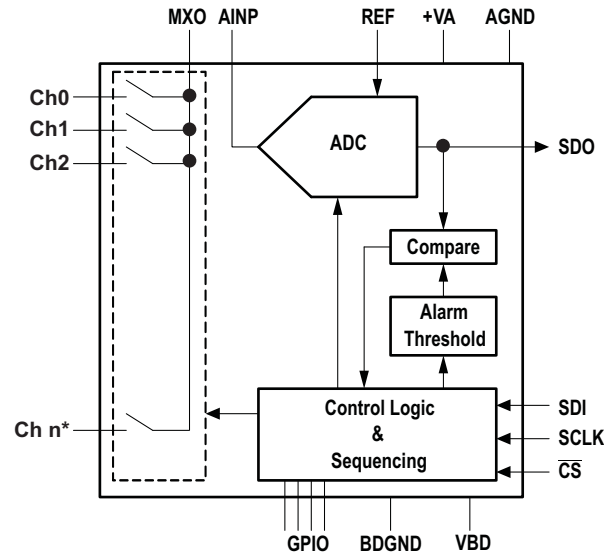 MXO AINP REF +VA AGND
Ch0
Ch1
Ch2
ADC
SDO
Compare
Alarm
Threshold
Ch n*
Control Logic
&
Sequencing
SDI
SCLK
C̅S̅
GPIO BDGND VBD